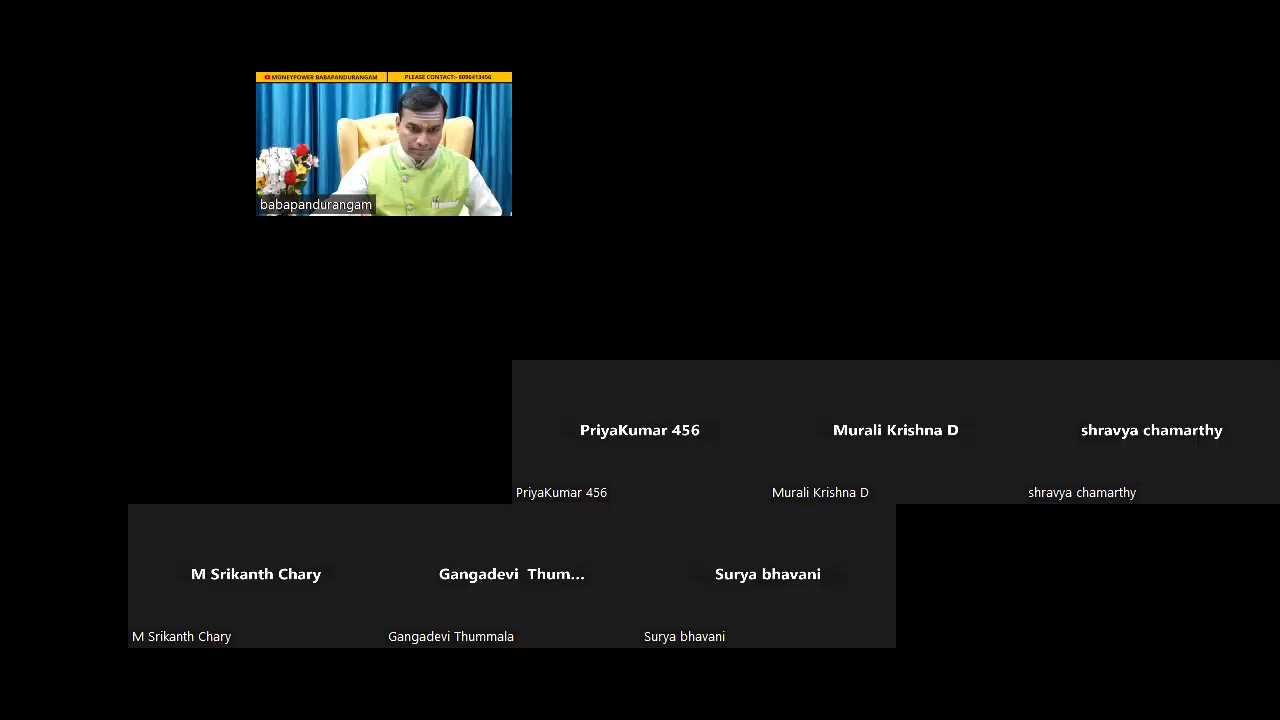 MONEYPOWER BABAPANDURANGAM
PLEASE CONTACT:- 8096413456
babapandurangam
PriyaKumar 456
Murali Krishna D
shravya chamarthy
PriyaKumar 456
Murali Krishna D
shravya chamarthy
M Srikanth Chary
Gangadevi Thum...
Surya bhavani
M Srikanth Chary
Gangadevi Thummala
Surya bhavani